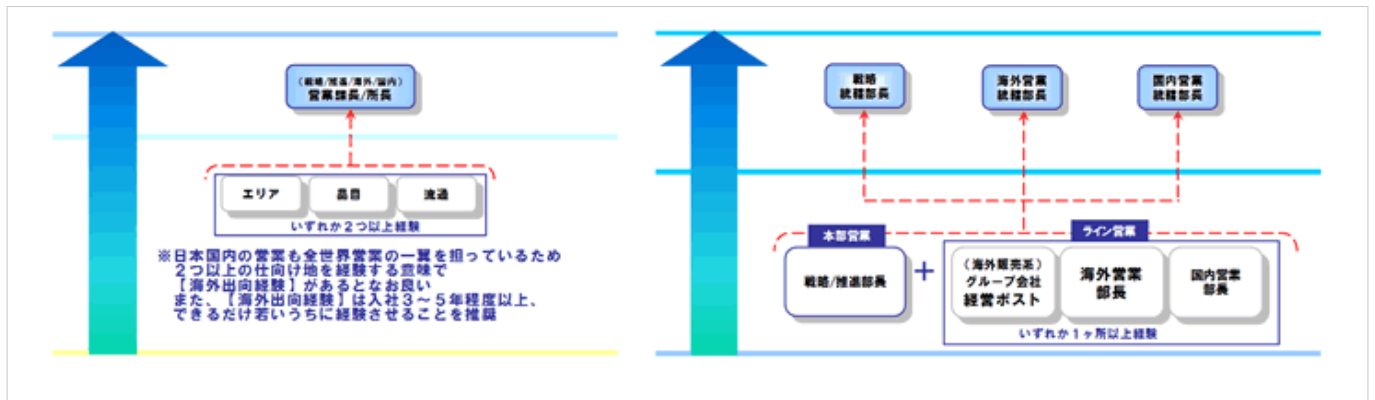 (戦略/推進/海外/国内)
営業課長/所長
エリア
品目
流通
いずれか2つ以上経験
※日本国内の営業も全世界営業の一翼を担っているため
2つ以上の仕向け地を経験する意味で
【海外出向経験】があるとなお良い
また、【海外出向経験】は入社3~5年程度以上、
できるだけ若いうちに経験させることを推奨
戦略
統轄部長
海外営業
統轄部長
国内営業
統轄部長
本部営業
戦略/推進部長
+
ライン営業
(海外販売系)
グループ会社
経営ポスト
海外営業
部長
国内営業
部長
いずれか1ヶ所以上経験